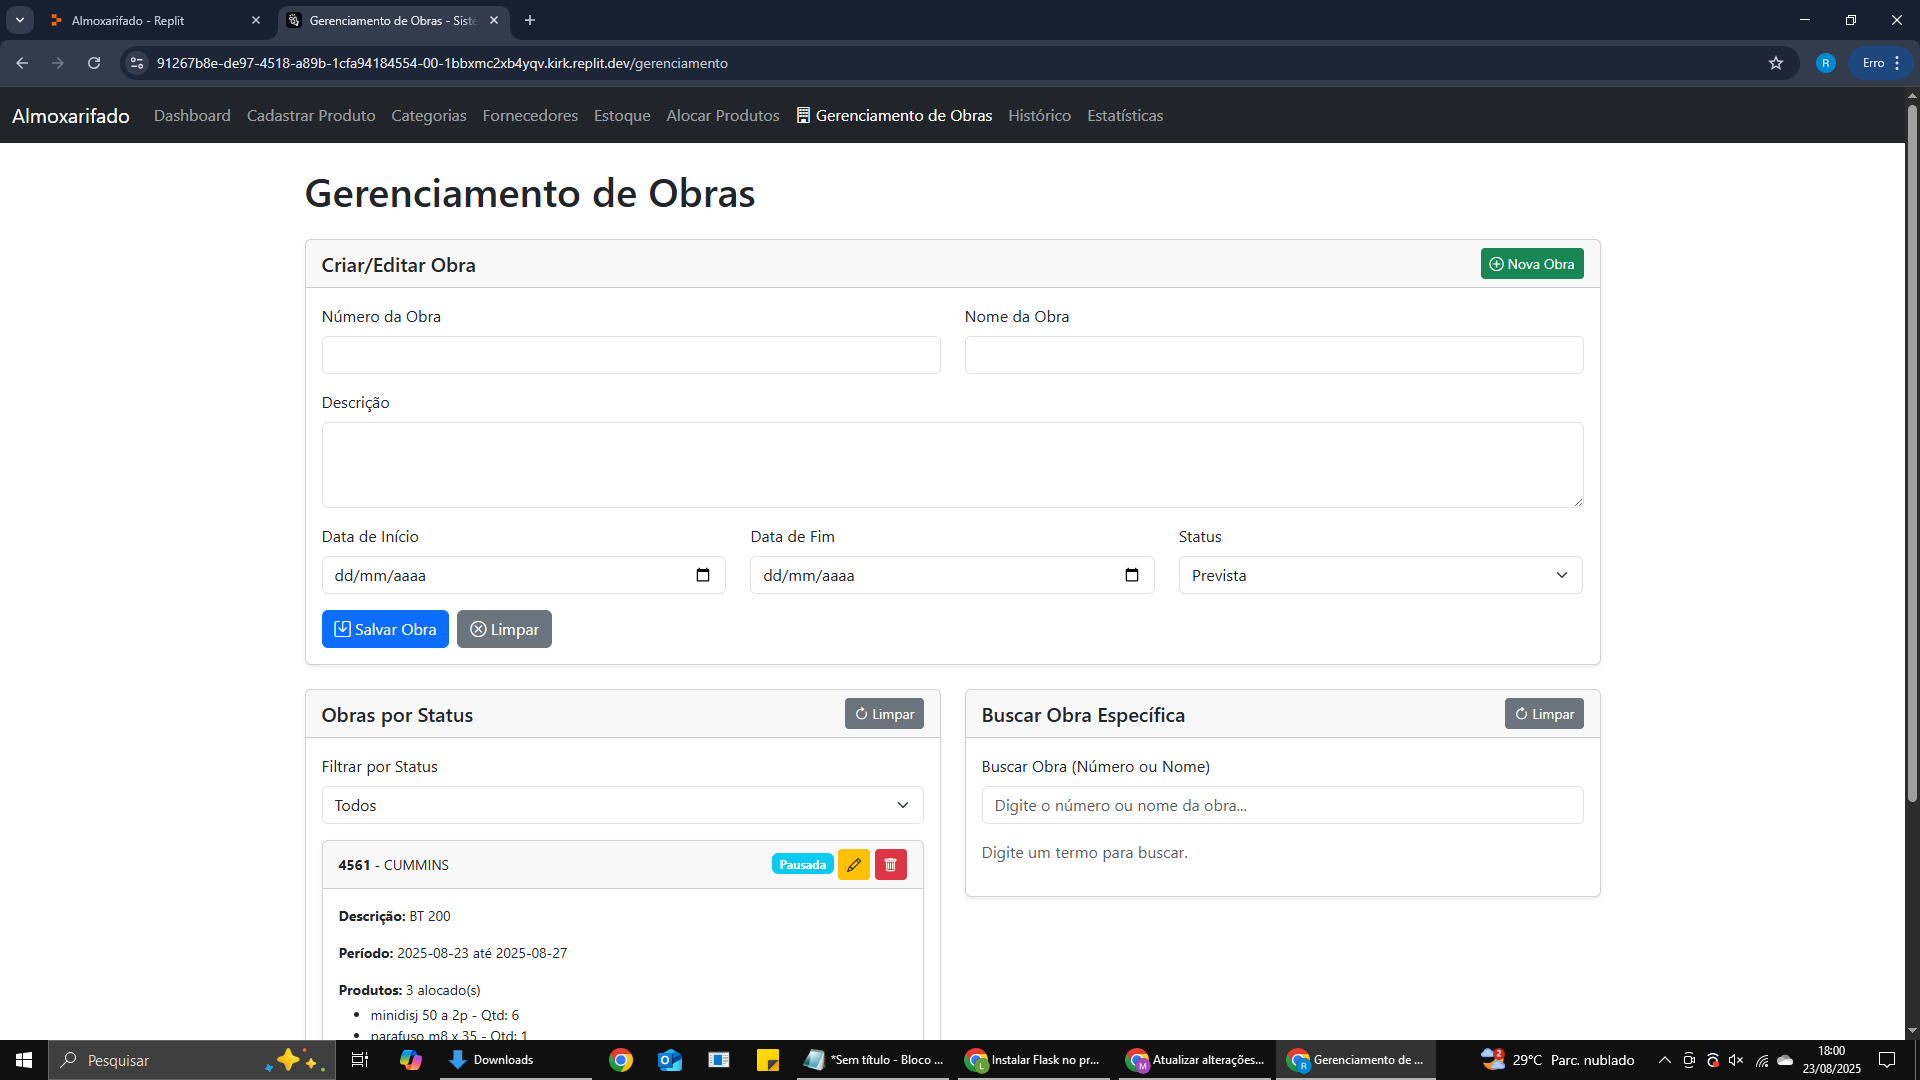 Almoxarifado - Replit
Gerenciamento de Obras - Siste
91267b8e-de97-4518-a89b-1cfa94184554-00-1bbxmc2xb4yqv.kirk.replit.dev/gerenciamento
R
Erro
Almoxarifado Dashboard Cadastrar Produto Categorias Fornecedores Estoque Alocar Produtos Gerenciamento de Obras Histórico Estatísticas
Gerenciamento de Obras
Criar/Editar Obra
Nova Obra
Número da Obra
Nome da Obra
Descrição
Data de Início
Data de Fim
Status
dd/mm/aaaa
dd/mm/aaaa
Prevista
Salvar Obra
Limpar
Obras por Status
Limpar
Filtrar por Status
Todos
4561 - CUMMINS
Pausada
Descrição: BT 200
Período: 2025-08-23 até 2025-08-27
Produtos: 3 alocado(s)
minidisj 50 a 2p - Qtd: 6
parafuso m8 x 35 - Qtd: 1
Buscar Obra Específica
Limpar
Buscar Obra (Número ou Nome)
Digite o número ou nome da obra...
Digite um termo para buscar.
Pesquisar
Downloads
*Sem título - Bloco ...
Instalar Flask no pr...
Atualizar alterações...
Gerenciamento de ...
29°C Parc. nublado
18:00
23/08/2025